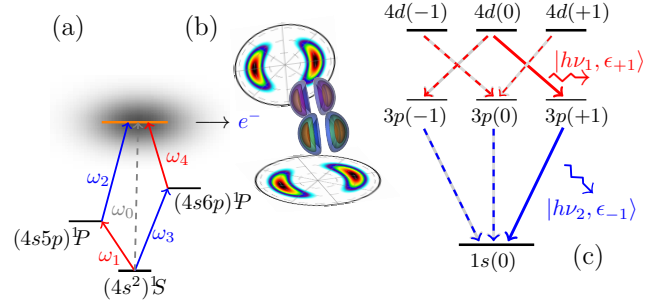 (a)
(b)
→ e⁻
ω₂
ω₄
ω₀
(4s6p)¹P
(4s5p)¹P
ω₃
ω₁
(4s²)¹S
4d(−1) 4d(0) 4d(+1)
|hν₁, ϵ₊₁⟩
3p(−1) 3p(0) 3p(+1)
|hν₂, ϵ₋₁⟩
1s(0)
(c)